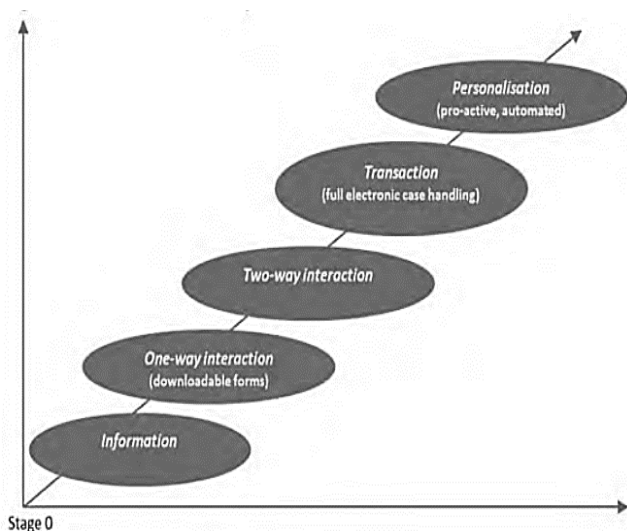 Personalisation
(pro-active, automated)
Transaction
(full electronic case handling)
Two-way interaction
One-way interaction
(downloadable forms)
Information
Stage 0